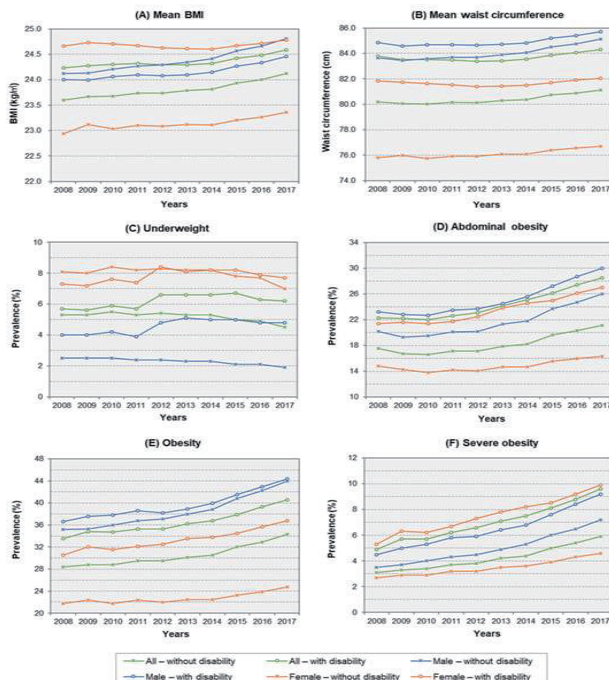 (A) Mean BMI
25.0
24.5
24.0
23.5
23.0
22.5
22.0
BMI (kg/㎡)
2008 2009 2010 2011 2012 2013 2014 2015 2016 2017
Years
(B) Mean waist circumference
86.0
84.0
82.0
80.0
78.0
76.0
74.0
Waist circumference (cm)
2008 2009 2010 2011 2012 2013 2014 2015 2016 2017
Years
(C) Underweight
10
8
6
4
2
0
Prevalence (%)
2008 2009 2010 2011 2012 2013 2014 2015 2016 2017
Years
(D) Abdominal obesity
34
30
26
22
18
14
10
Prevalence (%)
2008 2009 2010 2011 2012 2013 2014 2015 2016 2017
Years
(E) Obesity
48
44
40
36
32
28
24
20
Prevalence (%)
2008 2009 2010 2011 2012 2013 2014 2015 2016 2017
Years
(F) Severe obesity
12
10
8
6
4
2
0
Prevalence (%)
2008 2009 2010 2011 2012 2013 2014 2015 2016 2017
Years
All – without disability All – with disability Male – without disability
Male – with disability Female – without disability Female – with disability